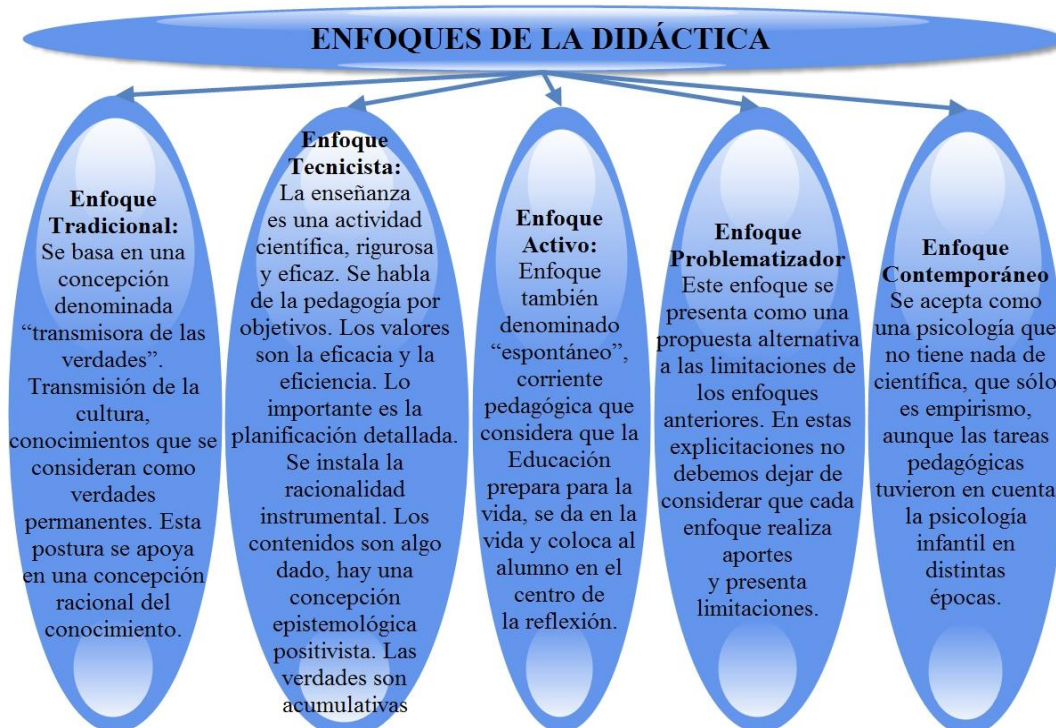 ENFOQUES DE LA DIDÁCTICA
Enfoque
Tradicional:
Se basa en una
concepción
denominada
“transmisora de las
verdades”.
Transmisión de la
cultura,
conocimientos que se
consideran como
verdades
permanentes. Esta
postura se apoya
en una concepción
racional del
conocimiento.
Enfoque
Tecnicista:
La enseñanza
es una actividad
científica, rigurosa
y eficaz. Se habla
de la pedagogía por
objetivos. Los valores
son la eficacia y la
eficiencia. Lo
importante es la
planificación detallada.
Se instala la
racionalidad
instrumental. Los
contenidos son algo
dado, hay una
concepción
epistemológica
positivista. Las
verdades son
acumulativas
Enfoque
Activo:
Enfoque
también
denominado
“espontáneo”,
corriente
pedagógica que
considera que la
Educación
prepara para la
vida, se da en la
vida y coloca al
alumno en el
centro de
la reflexión.
Enfoque
Problematizador
Este enfoque se
presenta como una
propuesta alternativa
a las limitaciones de
los enfoques
anteriores. En estas
explicitaciones no
debemos dejar de
considerar que cada
enfoque realiza
aportes
y presenta
limitaciones.
Enfoque
Contemporáneo
Se acepta como
una psicología que
no tiene nada de
científica, que sólo
es empirismo,
aunque las tareas
pedagógicas
tuvieron en cuenta
la psicología
infantil en
distintas
épocas.